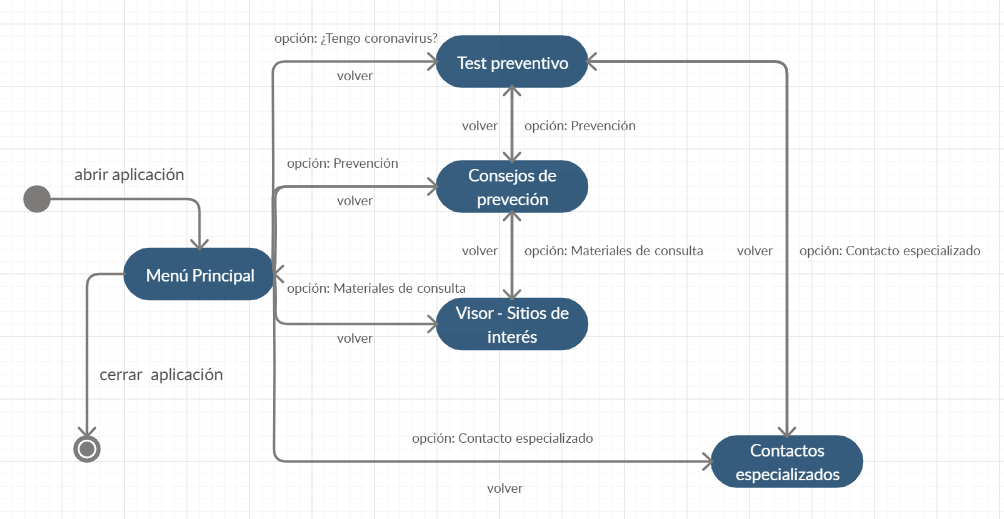 opción: ¿Tengo coronavirus?
Test preventivo
volver
volver
opción: Prevención
opción: Prevención
abrir aplicación
Consejos de
preveción
volver
volver
opción: Materiales de consulta
volver
opción: Contacto especializado
Menú Principal
opción: Materiales de consulta
Visor - Sitios de
interés
volver
cerrar aplicación
opción: Contacto especializado
Contactos
especializados
volver